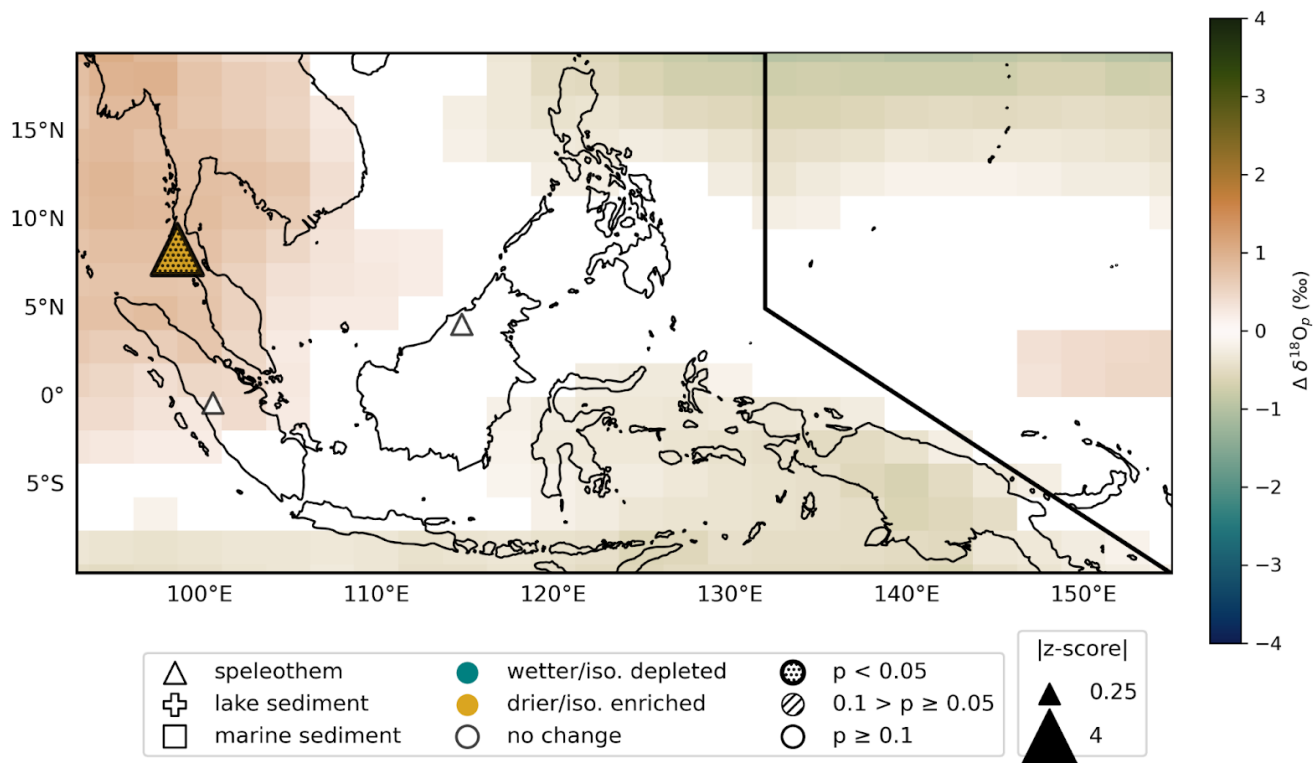 4
3
2
1
0
−1
−2
−3
−4
Δ δ¹⁸Oₚ (‰)
15°N
10°N
5°N
0°
5°S
100°E 110°E 120°E 130°E 140°E 150°E
speleothem
lake sediment
marine sediment
wetter/iso. depleted
drier/iso. enriched
no change
p < 0.05
0.1 > p ≥ 0.05
p ≥ 0.1
|z-score|
0.25
4